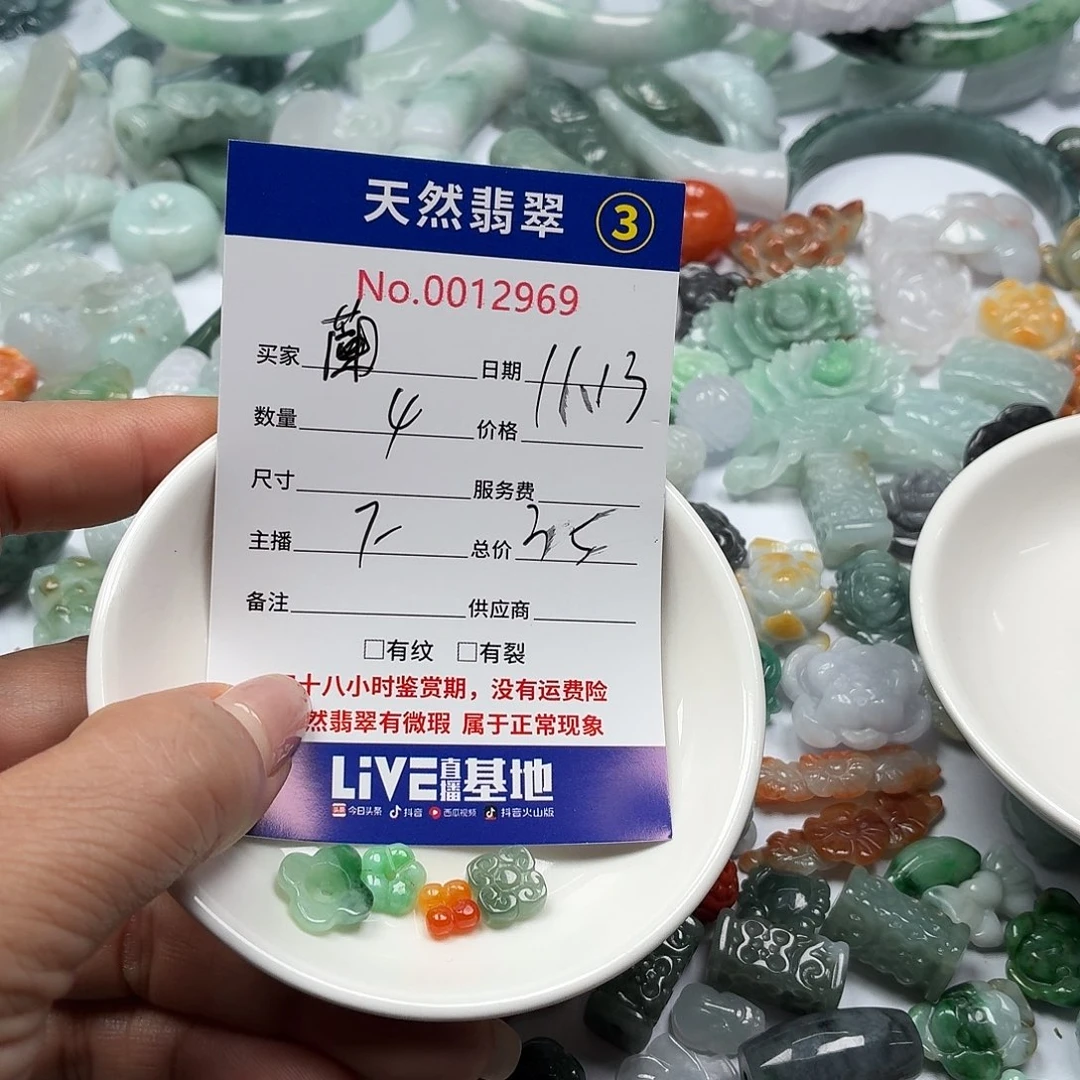 天然翡翠 3
No.0012969
买家 蘭 日期 11.13
数量 4 价格
尺寸 服务费
主播 总价
备注 供应商
□有纹 □有裂
十八小时鉴赏期，没有运费险
然翡翠有微瑕 属于正常现象
LiVE直播基地
头条 今日头条 抖音 西瓜视频 抖音火山版